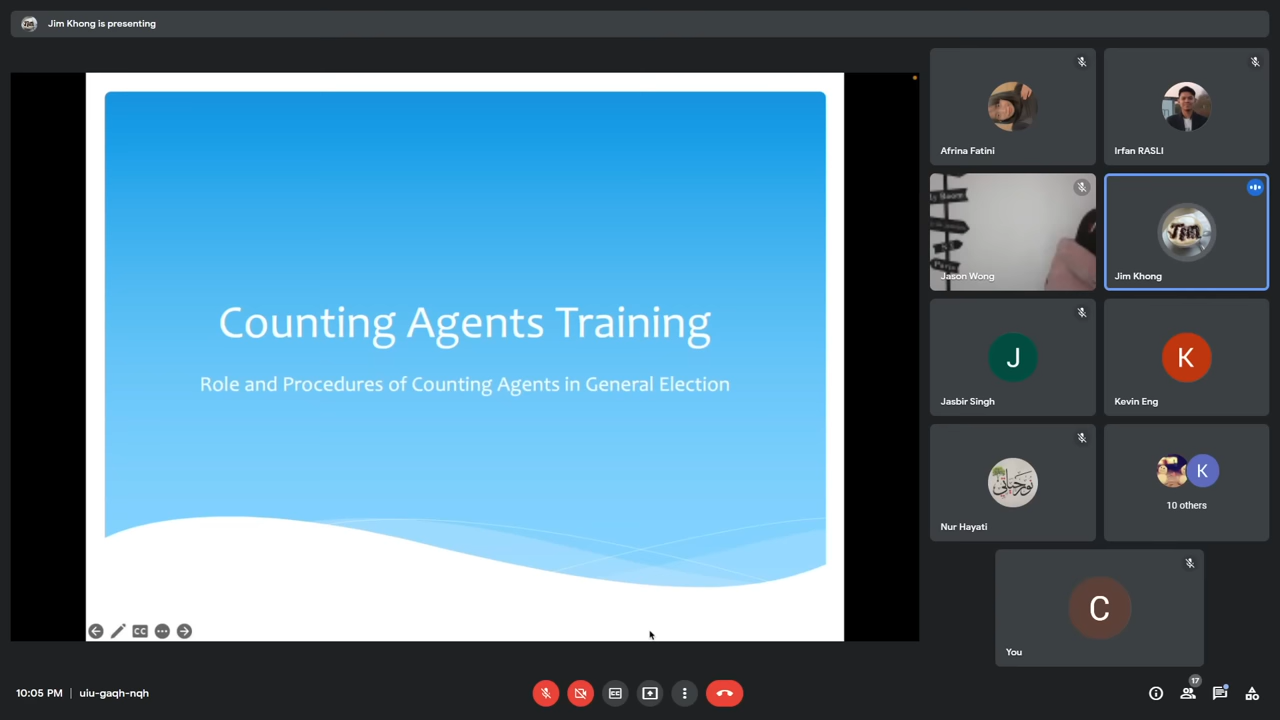 Jim Khong is presenting
Counting Agents Training
Role and Procedures of Counting Agents in General Election
CC
Afrina Fatini
Irfan RASLI
Jason Wong
Jim
Jim Khong
J
Jasbir Singh
K
Kevin Eng
Nur Hayati
K
10 others
C
You
10:05 PM | uiu-gaqh-nqh
17